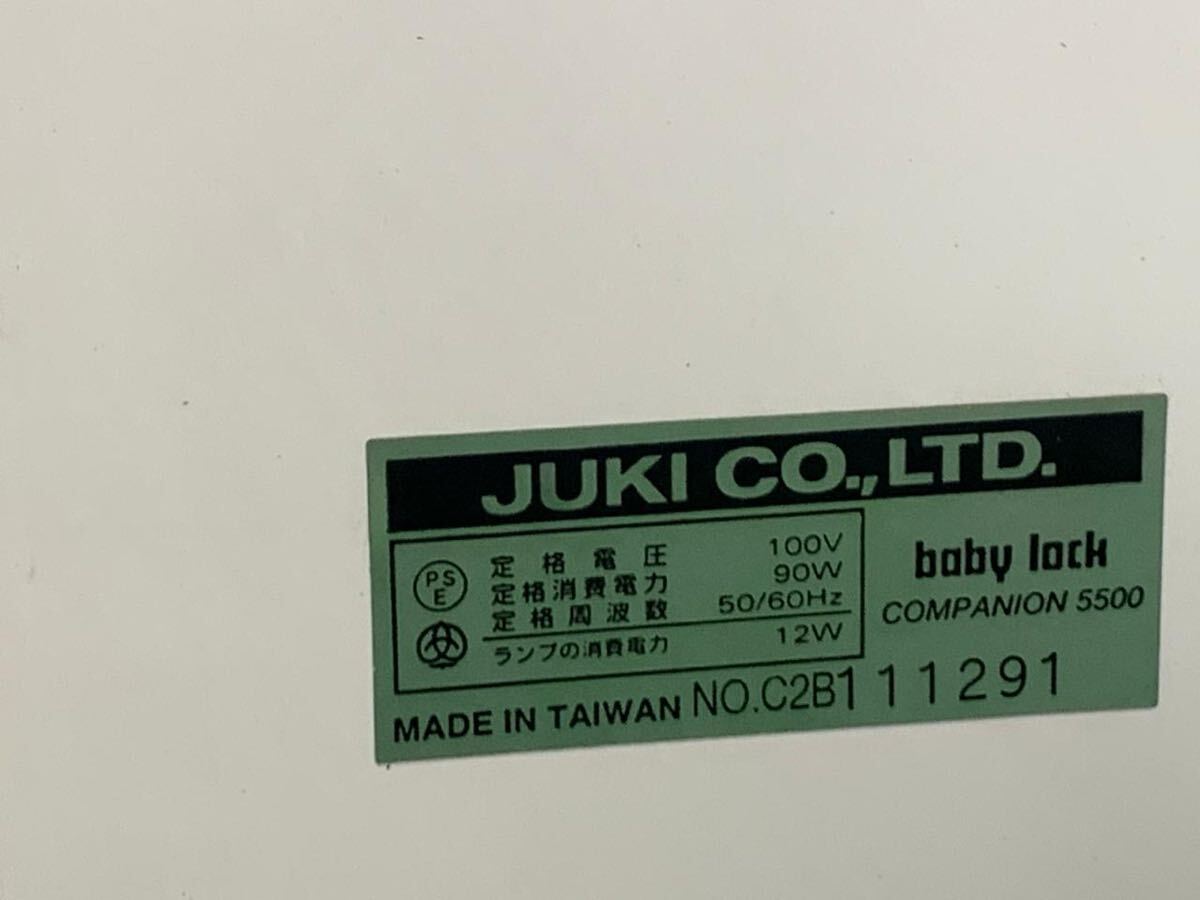 JUKI CO.,LTD.
PS
E
定格電圧 100V
定格消費電力 90W
定格周波数 50/60Hz
ランプの消費電力 12W
baby lock
COMPANION 5500
MADE IN TAIWAN NO.C2B111291